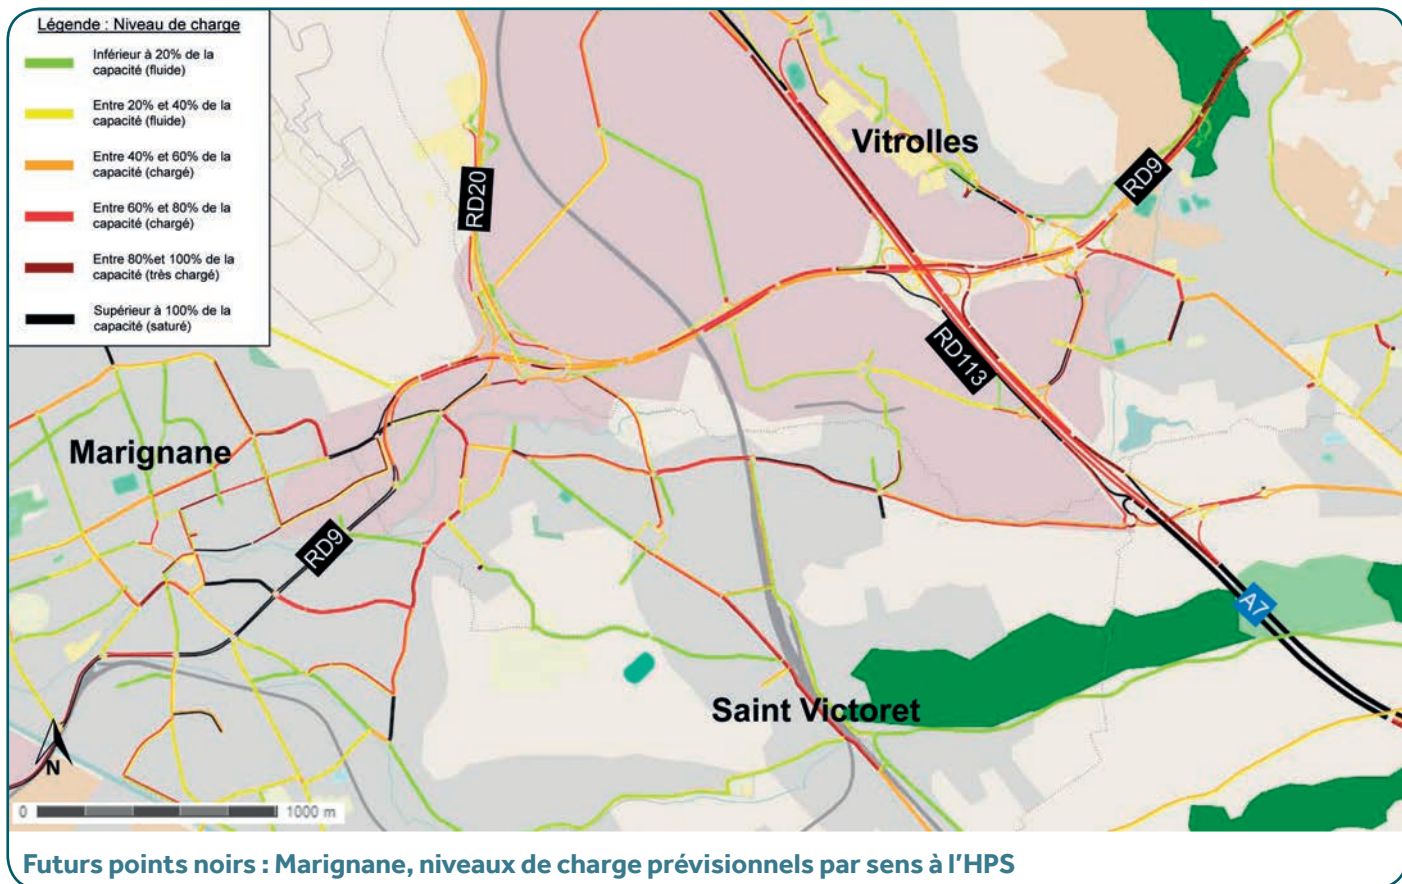 Légende : Niveau de charge
Inférieur à 20% de la
capacité (fluide)
Entre 20% et 40% de la
capacité (fluide)
Entre 40% et 60% de la
capacité (chargé)
Entre 60% et 80% de la
capacité (chargé)
Entre 80%et 100% de la
capacité (très chargé)
Supérieur à 100% de la
capacité (saturé)
Vitrolles
RD9
RD20
RD113
Marignane
RD9
A7
Saint Victoret
N
0 1000 m
Futurs points noirs : Marignane, niveaux de charge prévisionnels par sens à l'HPS